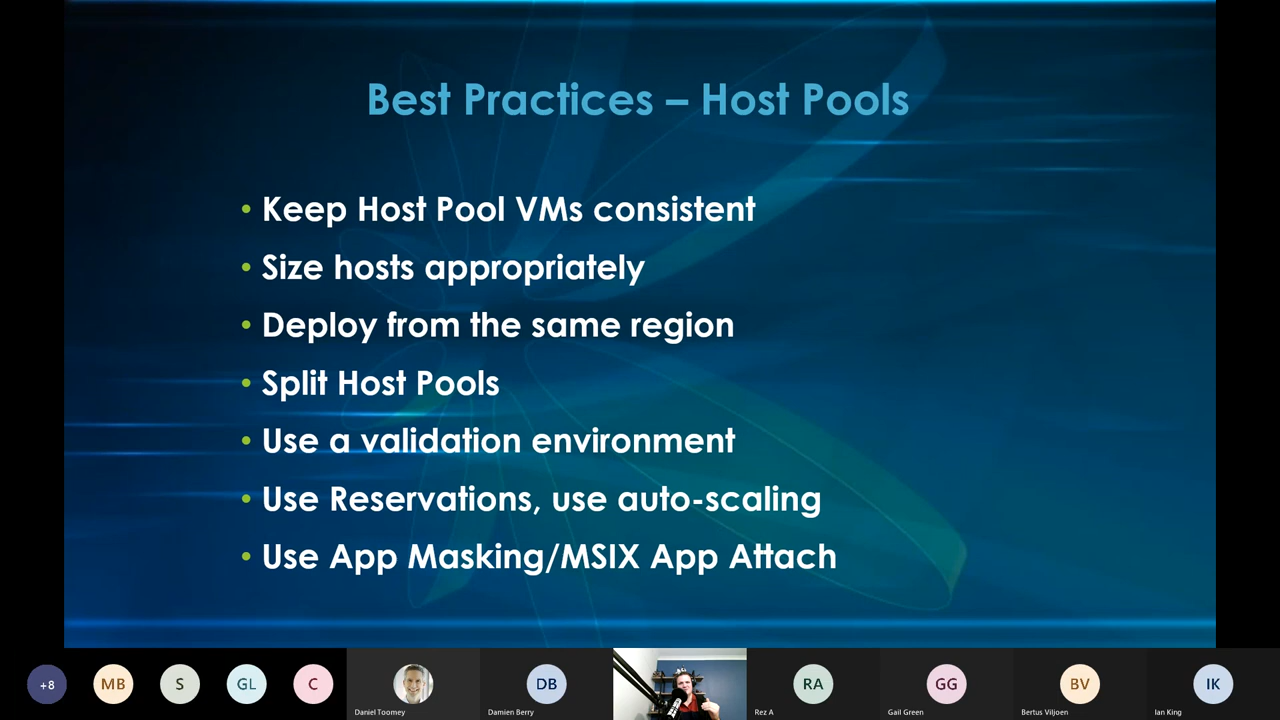 Best Practices – Host Pools
• Keep Host Pool VMs consistent
• Size hosts appropriately
• Deploy from the same region
• Split Host Pools
• Use a validation environment
• Use Reservations, use auto-scaling
• Use App Masking/MSIX App Attach
+8
MB
S
GL
C
Daniel Toomey
DB
Damien Berry
RA
Rez A
GG
Gail Green
BV
Bertus Viljoen
IK
Ian King